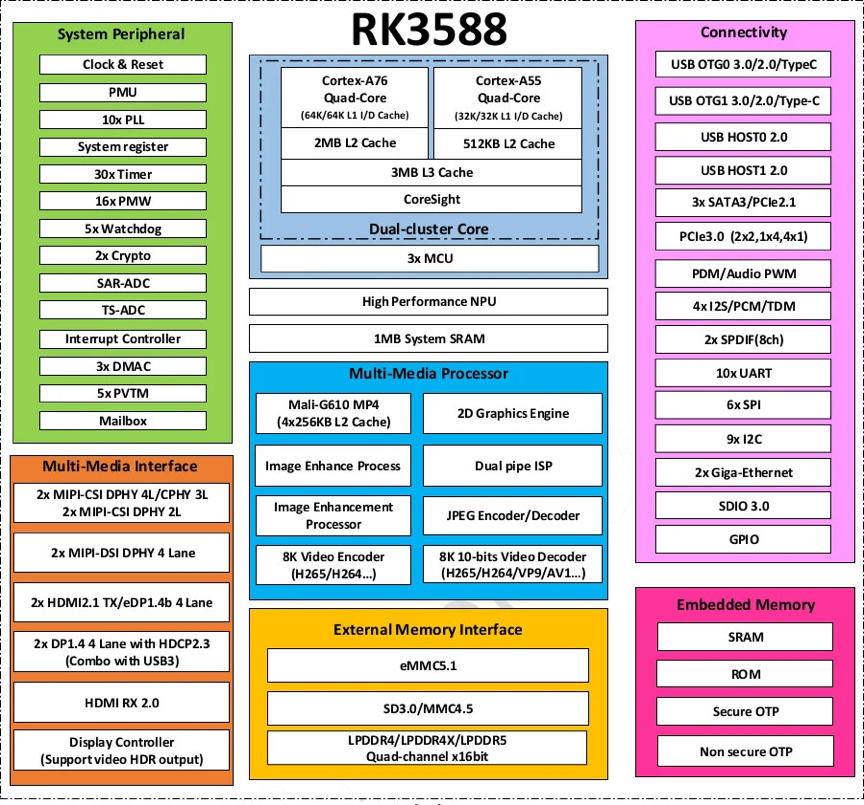 RK3588
System Peripheral
Clock & Reset
PMU
10x PLL
System register
30x Timer
16x PMW
5x Watchdog
2x Crypto
SAR-ADC
TS-ADC
Interrupt Controller
3x DMAC
5x PVTM
Mailbox
Multi-Media Interface
2x MIPI-CSI DPHY 4L/CPHY 3L
2x MIPI-CSI DPHY 2L
2x MIPI-DSI DPHY 4 Lane
2x HDMI2.1 TX/eDP1.4b 4 Lane
2x DP1.4 4 Lane with HDCP2.3
(Combo with USB3)
HDMI RX 2.0
Display Controller
(Support video HDR output)
Cortex-A76
Quad-Core
(64K/64K L1 I/D Cache)
2MB L2 Cache
Cortex-A55
Quad-Core
(32K/32K L1 I/D Cache)
512KB L2 Cache
3MB L3 Cache
CoreSight
Dual-cluster Core
3x MCU
High Performance NPU
1MB System SRAM
Multi-Media Processor
Mali-G610 MP4
(4x256KB L2 Cache)
2D Graphics Engine
Image Enhance Process
Dual pipe ISP
Image Enhancement
Processor
JPEG Encoder/Decoder
8K Video Encoder
(H265/H264...)
8K 10-bits Video Decoder
(H265/H264/VP9/AV1...)
External Memory Interface
eMMC5.1
SD3.0/MMC4.5
LPDDR4/LPDDR4X/LPDDR5
Quad-channel x16bit
Connectivity
USB OTG0 3.0/2.0/TypeC
USB OTG1 3.0/2.0/Type-C
USB HOST0 2.0
USB HOST1 2.0
3x SATA3/PCIe2.1
PCIe3.0 (2x2,1x4,4x1)
PDM/Audio PWM
4x I2S/PCM/TDM
2x SPDIF(8ch)
10x UART
6x SPI
9x I2C
2x Giga-Ethernet
SDIO 3.0
GPIO
Embedded Memory
SRAM
ROM
Secure OTP
Non secure OTP